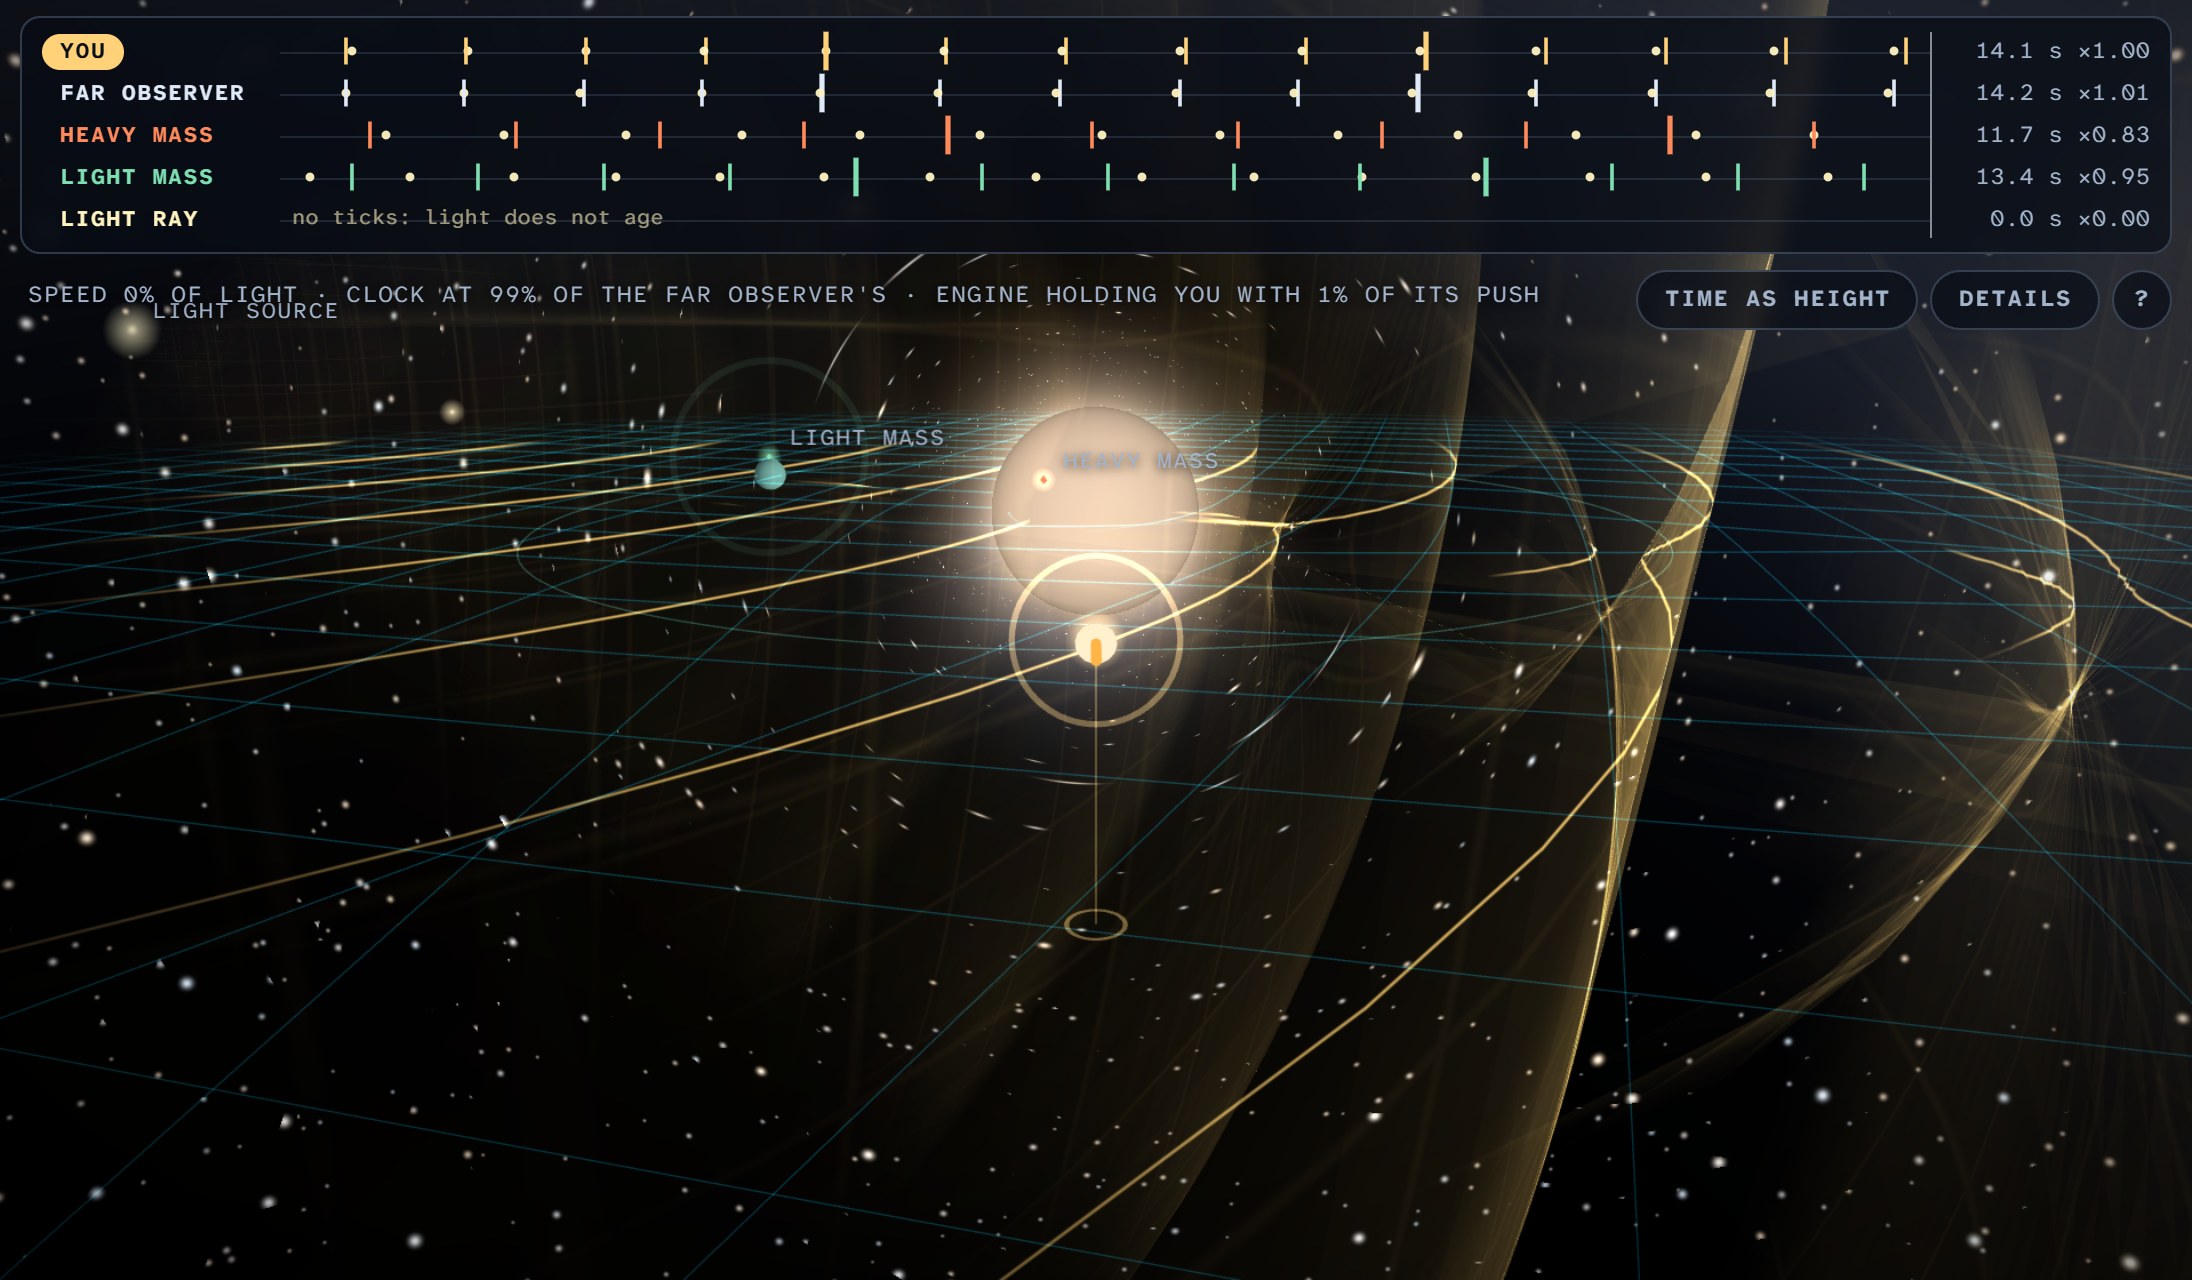 YOU 14.1 s ×1.00
FAR OBSERVER 14.2 s ×1.01
HEAVY MASS 11.7 s ×0.83
LIGHT MASS 13.4 s ×0.95
LIGHT RAY no ticks: light does not age 0.0 s ×0.00
SPEED 0% OF LIGHT · CLOCK AT 99% OF THE FAR OBSERVER'S · ENGINE HOLDING YOU WITH 1% OF ITS PUSH
TIME AS HEIGHT DETAILS ?
LIGHT SOURCE
LIGHT MASS
HEAVY MASS